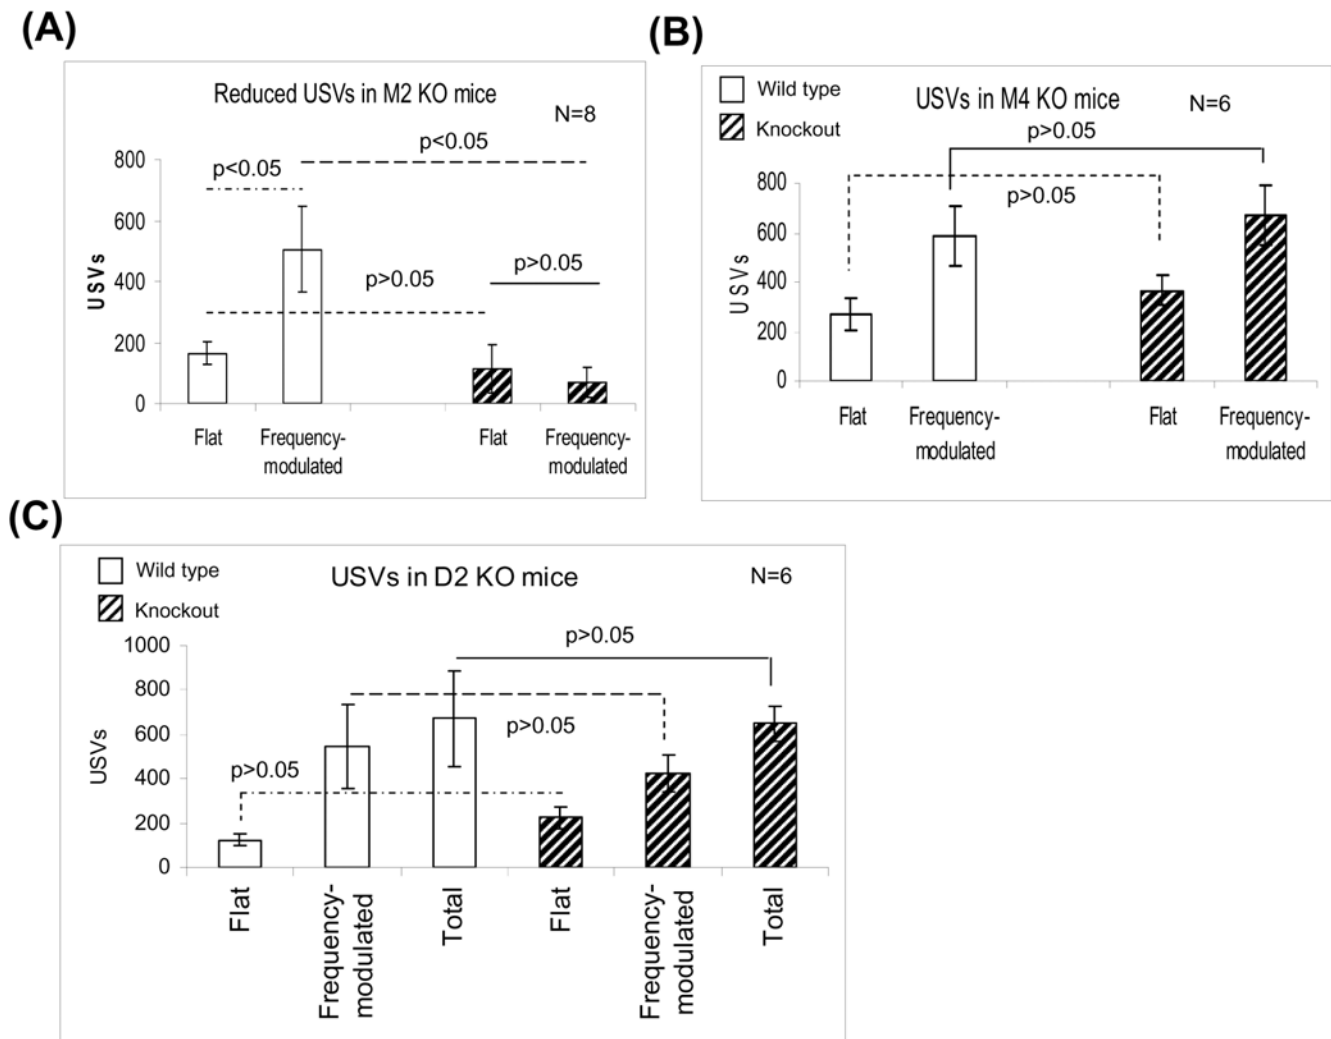 (A)
Reduced USVs in M2 KO mice
N=8
p<0.05
p<0.05
p>0.05
p>0.05
USVs
800
600
400
200
0
Flat
Frequency-
modulated
Flat
Frequency-
modulated
(B)
Wild type
Knockout
USVs in M4 KO mice
N=6
p>0.05
p>0.05
USVs
800
600
400
200
0
Flat
Frequency-
modulated
Flat
Frequency-
modulated
(C)
Wild type
Knockout
USVs in D2 KO mice
N=6
p>0.05
p>0.05
p>0.05
USVs
1000
800
600
400
200
0
Flat
Frequency-
modulated
Total
Flat
Frequency-
modulated
Total